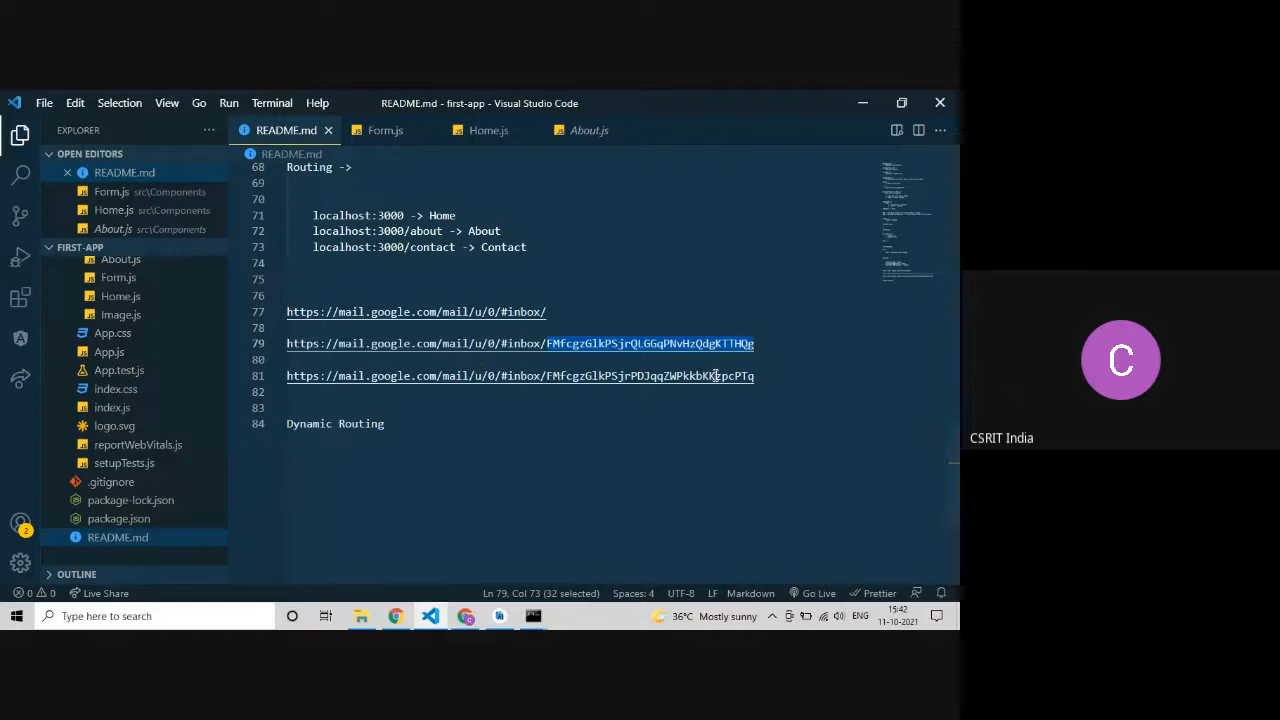 File Edit Selection View Go Run Terminal Help README.md - first-app - Visual Studio Code
EXPLORER README.md Form.js Home.js About.js
OPEN EDITORS
README.md
Form.js src\Components
Home.js src\Components
About.js src\Components
FIRST-APP
About.js
Form.js
Home.js
Image.js
App.css
App.js
App.test.js
index.css
index.js
logo.svg
reportWebVitals.js
setupTests.js
.gitignore
package-lock.json
package.json
README.md
OUTLINE
README.md
68 Routing ->
69
70
71 localhost:3000 -> Home
72 localhost:3000/about -> About
73 localhost:3000/contact -> Contact
74
75
76
77 https://mail.google.com/mail/u/0/#inbox/
78
79 https://mail.google.com/mail/u/0/#inbox/FMfcgzGlkPSjrQLGGqPNvHzQdgKTTHQg
80
81 https://mail.google.com/mail/u/0/#inbox/FMfcgzGlkPSjrPDJqqZWPkkbKKzpcPTq
82
83
84 Dynamic Routing
2
0 0 Live Share Ln 79, Col 73 (32 selected) Spaces: 4 UTF-8 LF Markdown Go Live Prettier
Type here to search 36°C Mostly sunny ENG 15:42
11-10-2021
C
CSRIT India